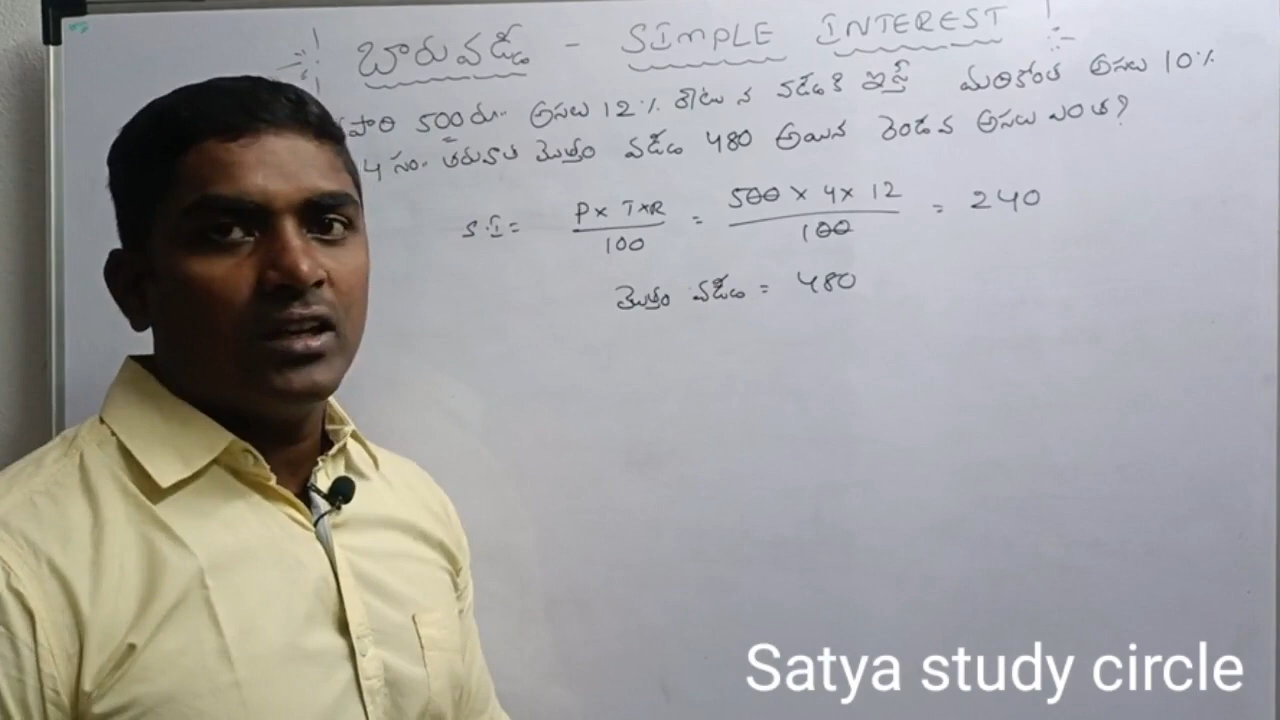 బారువడ్డీ - SIMPLE INTEREST
పారి 500రూ.. అసలు 12% రేటు న వడ్డీకి ఇస్తే మరికొంత అసలు 10%
4 సం. తరువాత మొత్తం వడ్డీ 480 అయిన రెండవ అసలు ఎంత?
S.I = P x T x R / 100 = 500 x 4 x 12 / 100 = 240
మొత్తం వడ్డీ = 480
Satya study circle